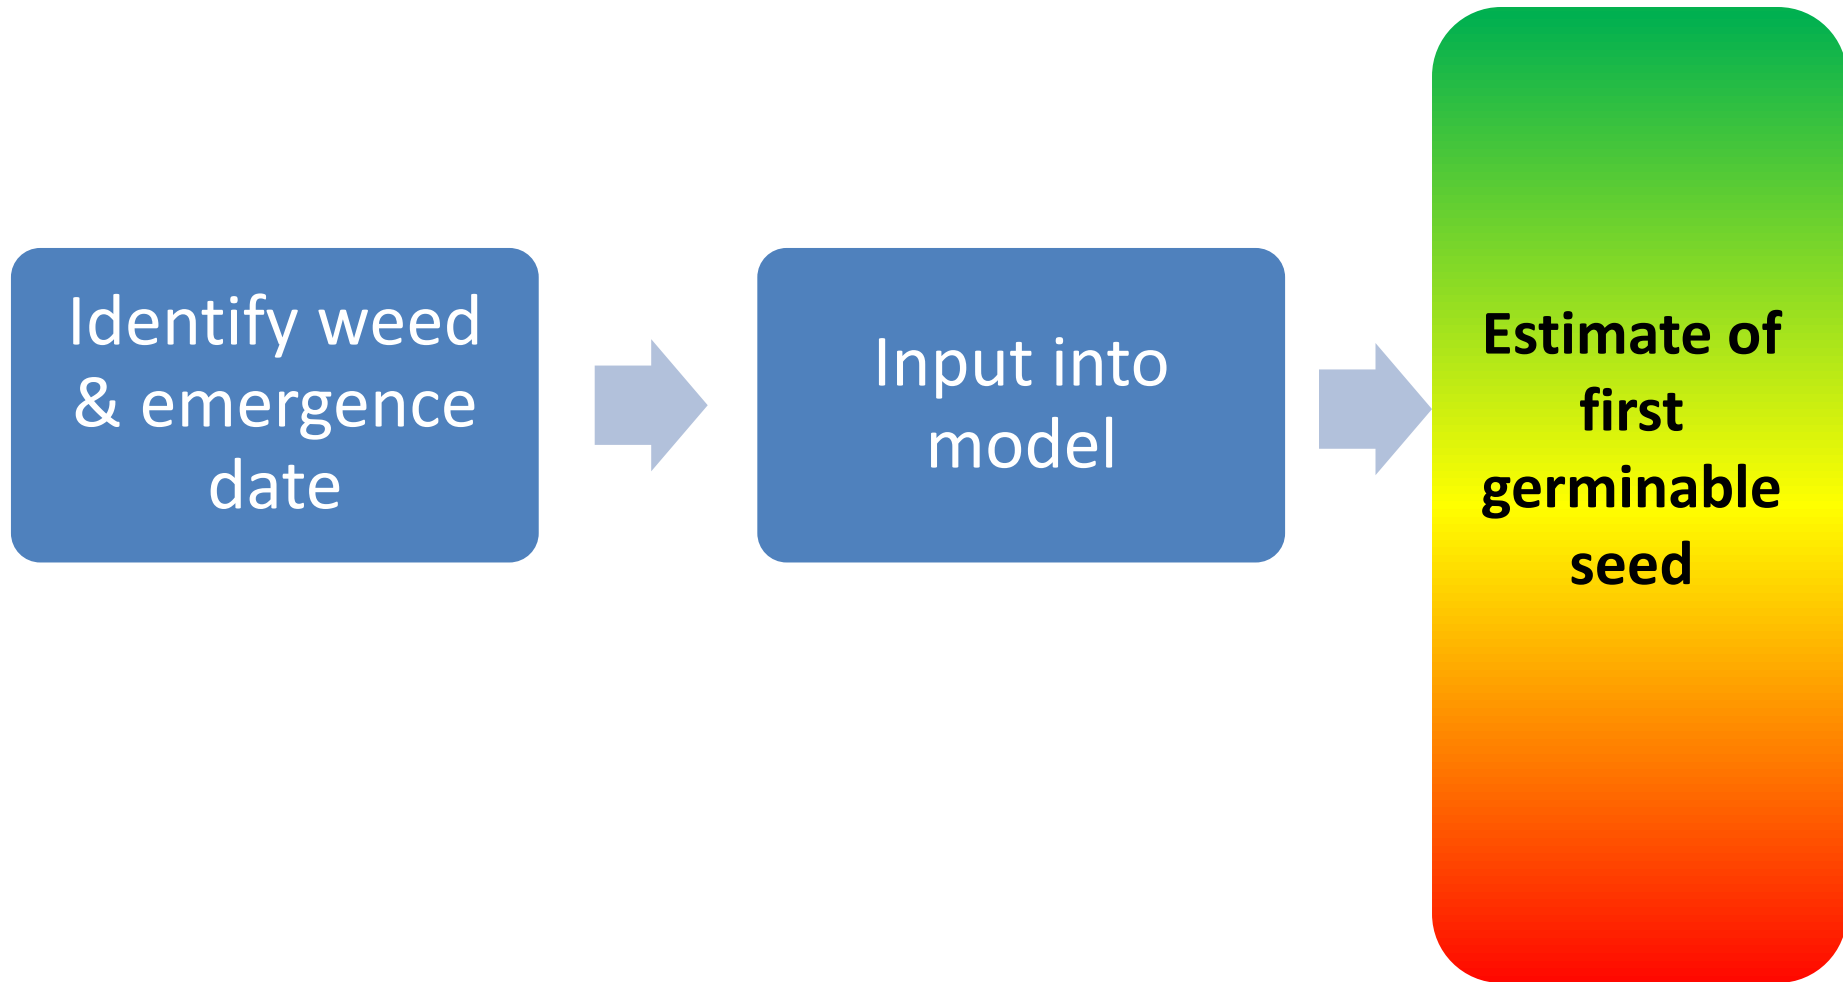 Identify weed
& emergence
date
Input into
model
Estimate of
first
germinable
seed